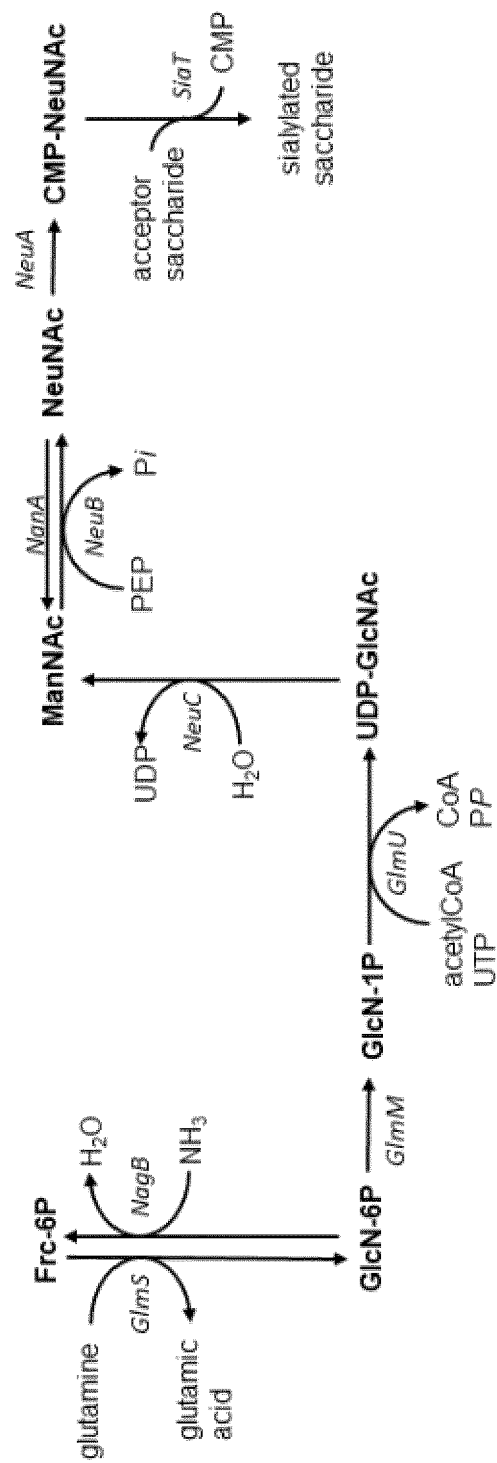 Frc-6P
glutamine
GlmS
glutamic
acid
H2O
NagB
NH3
GlcN-6P
GlmM
GlcN-1P
acetylCoA
UTP
GlmU
CoA
PP
UDP-GlcNAc
H2O
NeuC
UDP
ManNAc
NanA
PEP
NeuB
Pi
NeuNAc
NeuA
CMP-NeuNAc
acceptor
saccharide
SiaT
CMP
sialylated
saccharide